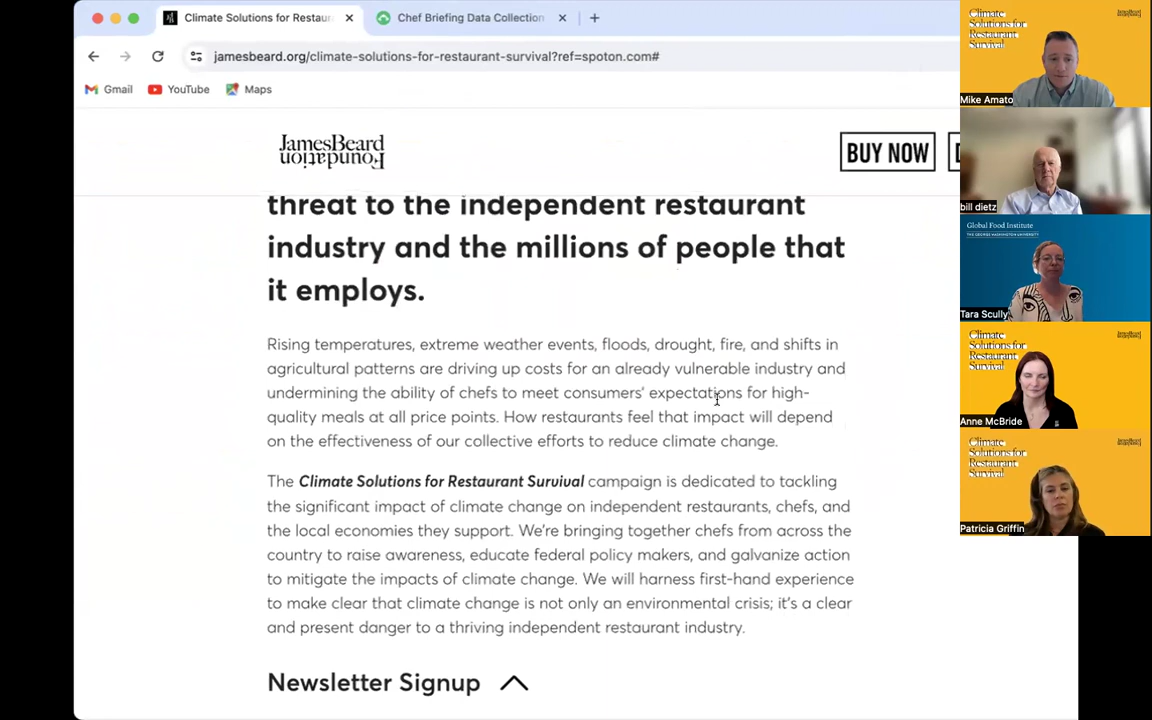 Climate Solutions for Restaur
Chef Briefing Data Collection
jamesbeard.org/climate-solutions-for-restaurant-survival?ref=spoton.com#
Gmail
YouTube
Maps
JamesBeard
Foundation
BUY NOW
threat to the independent restaurant
industry and the millions of people that
it employs.
Rising temperatures, extreme weather events, floods, drought, fire, and shifts in
agricultural patterns are driving up costs for an already vulnerable industry and
undermining the ability of chefs to meet consumers' expectations for high-
quality meals at all price points. How restaurants feel that impact will depend
on the effectiveness of our collective efforts to reduce climate change.
The Climate Solutions for Restaurant Survival campaign is dedicated to tackling
the significant impact of climate change on independent restaurants, chefs, and
the local economies they support. We're bringing together chefs from across the
country to raise awareness, educate federal policy makers, and galvanize action
to mitigate the impacts of climate change. We will harness first-hand experience
to make clear that climate change is not only an environmental crisis; it's a clear
and present danger to a thriving independent restaurant industry.
Newsletter Signup
Climate
Solutions for
Restaurant
Survival
Mike Amato
bill dietz
Global Food Institute
THE GEORGE WASHINGTON UNIVERSITY
Tara Scully
Climate
Solutions for
Restaurant
Survival
Anne McBride
Climate
Solutions for
Restaurant
Survival
Patricia Griffin